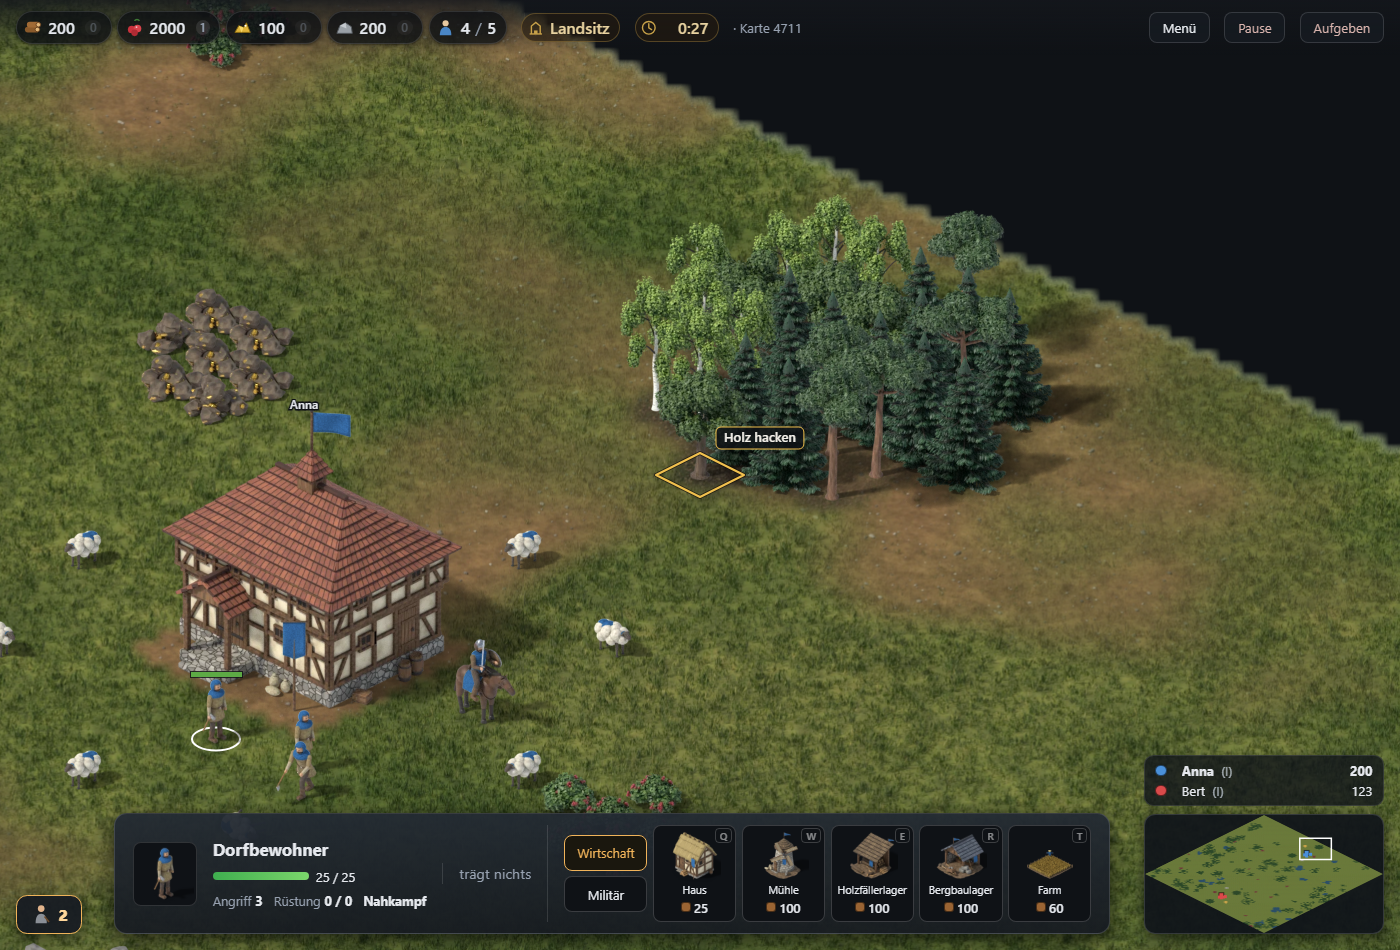 200 0
2000 1
100 0
200 0
4 / 5
Landsitz
0:27
· Karte 4711
Menü
Pause
Aufgeben
Anna
Holz hacken
Anna (I) 200
Bert (I) 123
Dorfbewohner
25 / 25
Angriff 3 Rüstung 0 / 0 Nahkampf
trägt nichts
Wirtschaft
Militär
Q
Haus
25
W
Mühle
100
E
Holzfällerlager
100
R
Bergbaulager
100
T
Farm
60
2